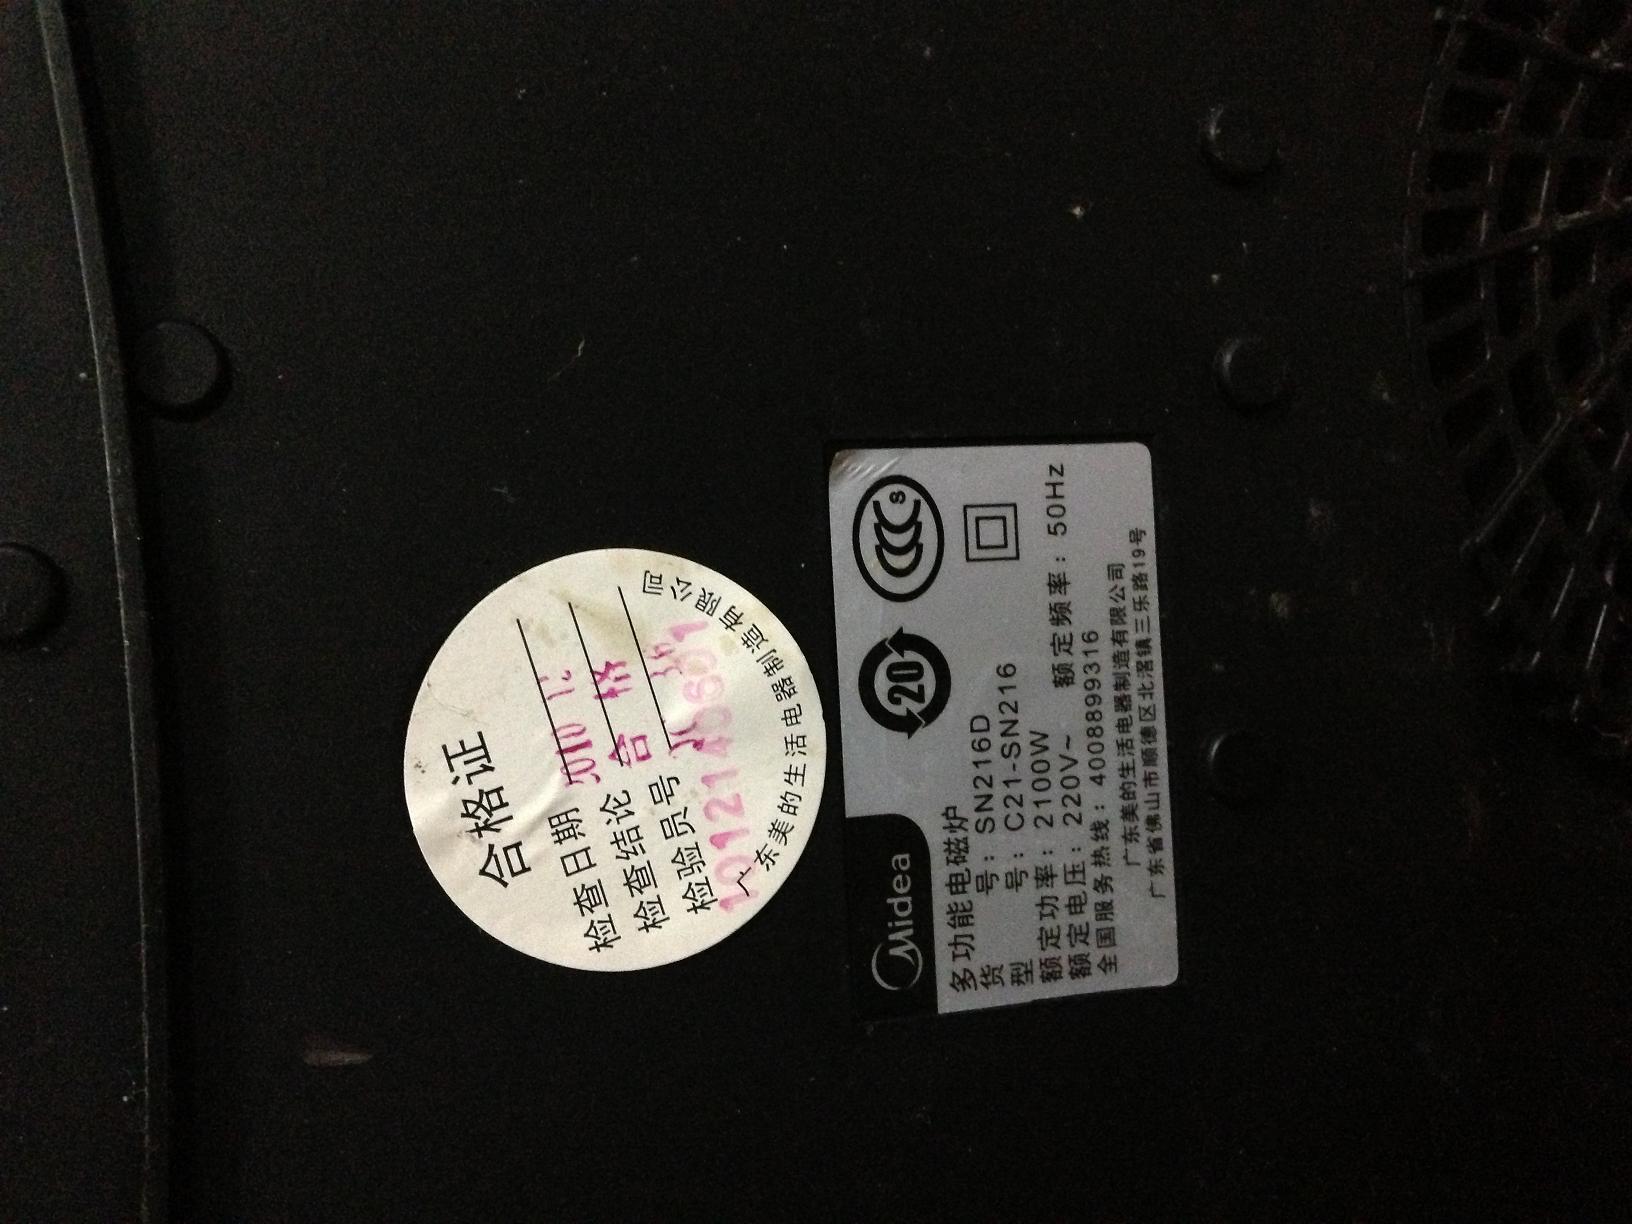 合格证
检查日期 2010 12
检查结论 合格
检验员号
101214
广东美的生活电器制造有限公司
Midea
20
CCC S
多功能电磁炉
货 号：SN216D
型 号：C21-SN216
额定功率：2100W
额定电压：220V~ 额定频率：50Hz
全国服务热线：4008899316
广东美的生活电器制造有限公司
广东省佛山市顺德区北滘镇三乐路19号